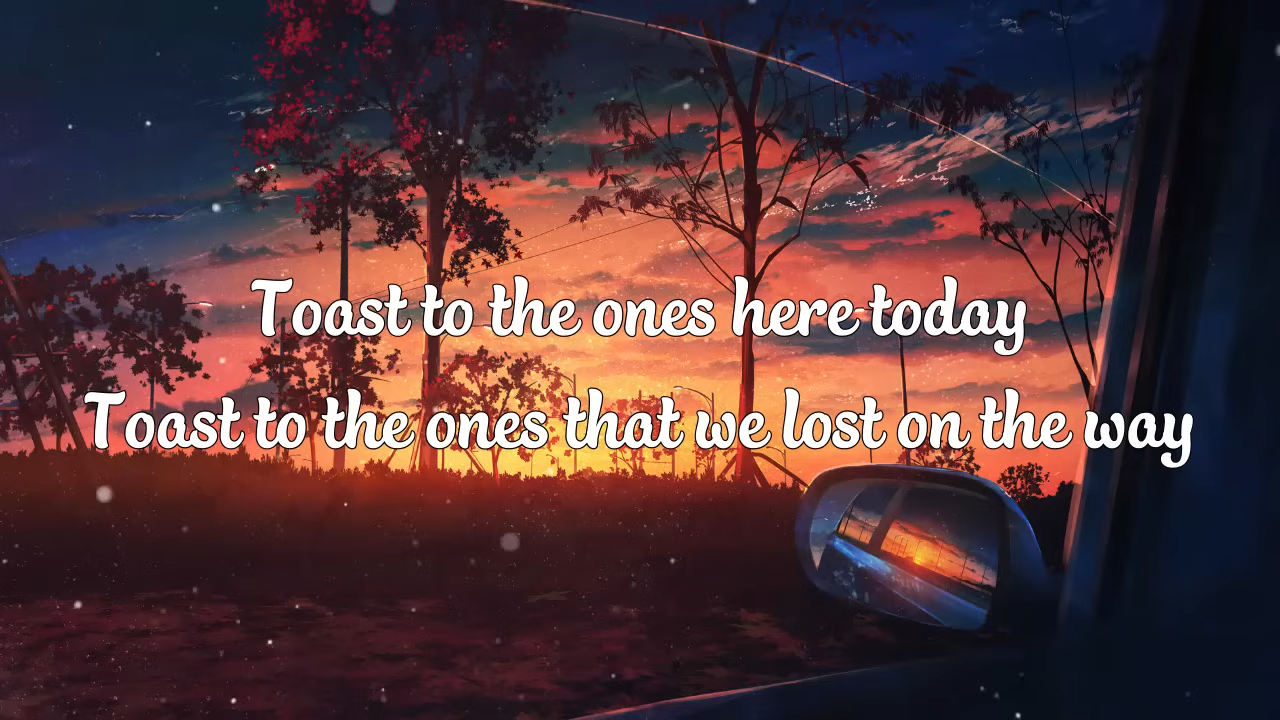 Toast to the ones here today
Toast to the ones that we lost on the way